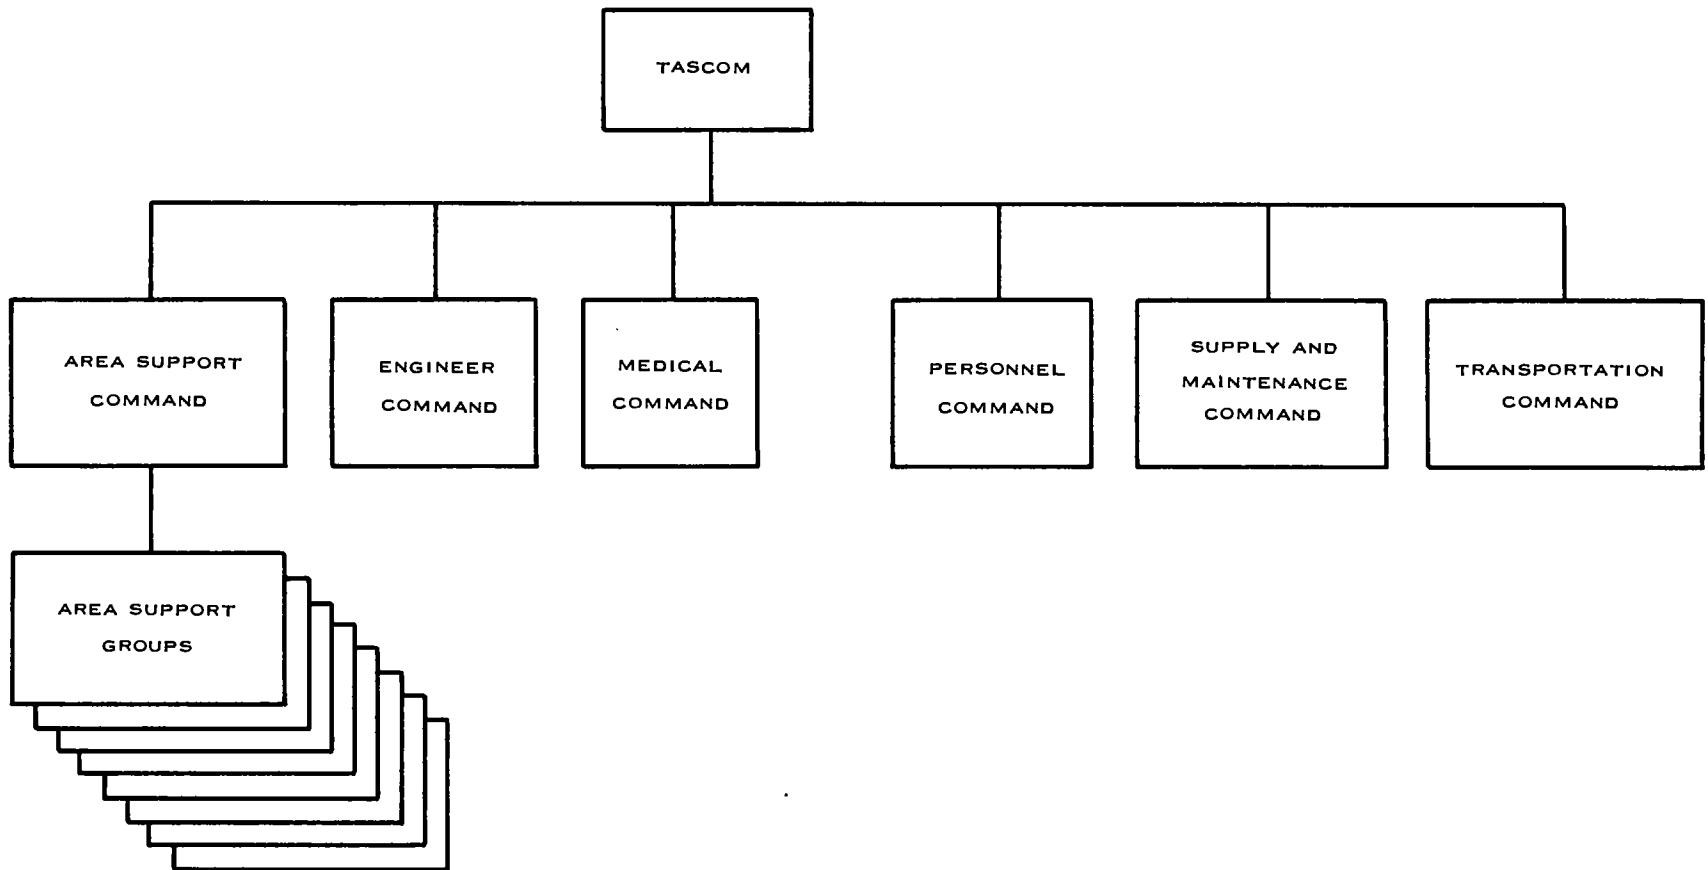 TASCOM
AREA SUPPORT
COMMAND
ENGINEER
COMMAND
MEDICAL
COMMAND
PERSONNEL
COMMAND
SUPPLY AND
MAINTENANCE
COMMAND
TRANSPORTATION
COMMAND
AREA SUPPORT
GROUPS